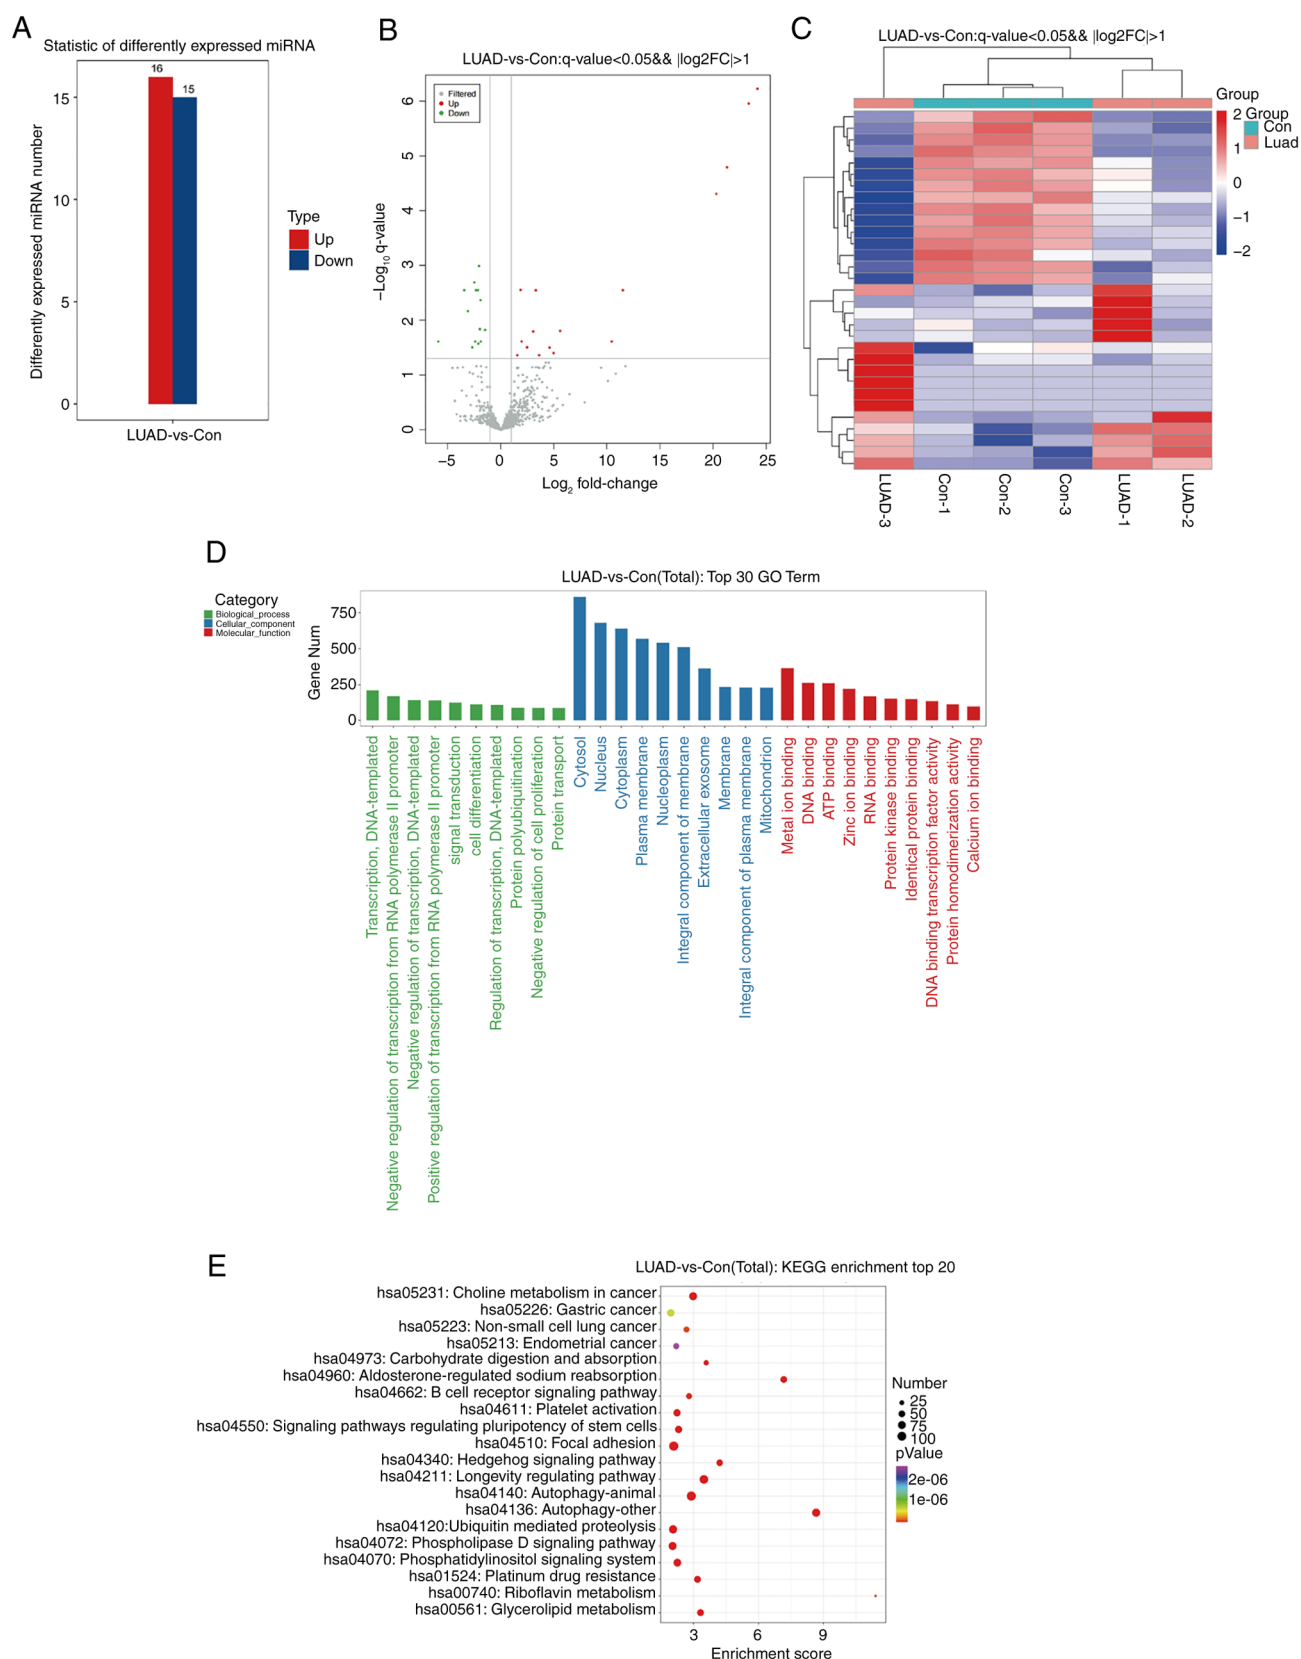 A
Statistic of differently expressed miRNA
Differently expressed miRNA number
15
10
5
0
16
15
LUAD-vs-Con
Type
Up
Down
B
LUAD-vs-Con:q-value<0.05&& |log2FC|>1
Filtered
Up
Down
−Log10 q-value
6
5
4
3
2
1
0
−5
0
5
10
15
20
25
Log2 fold-change
C
LUAD-vs-Con:q-value<0.05&& |log2FC|>1
Group
2
1
0
−1
−2
Group
Con
Luad
LUAD-3
Con-1
Con-2
Con-3
LUAD-1
LUAD-2
D
LUAD-vs-Con(Total): Top 30 GO Term
Category
Biological_process
Cellular_component
Molecular_function
Gene Num
750
500
250
0
Transcription, DNA-templated
Negative regulation of transcription from RNA polymerase II promoter
Negative regulation of transcription, DNA-templated
Positive regulation of transcription from RNA polymerase II promoter
signal transduction
cell differentiation
Regulation of transcription, DNA-templated
Protein polyubiquitination
Negative regulation of cell proliferation
Protein transport
Cytosol
Nucleus
Cytoplasm
Plasma membrane
Nucleoplasm
Integral component of membrane
Extracellular exosome
Membrane
Integral component of plasma membrane
Mitochondrion
Metal ion binding
DNA binding
ATP binding
Zinc ion binding
RNA binding
Protein kinase binding
Identical protein binding
DNA binding transcription factor activity
Protein homodimerization activity
Calcium ion binding
E
LUAD-vs-Con(Total): KEGG enrichment top 20
hsa05231: Choline metabolism in cancer
hsa05226: Gastric cancer
hsa05223: Non-small cell lung cancer
hsa05213: Endometrial cancer
hsa04973: Carbohydrate digestion and absorption
hsa04960: Aldosterone-regulated sodium reabsorption
hsa04662: B cell receptor signaling pathway
hsa04611: Platelet activation
hsa04550: Signaling pathways regulating pluripotency of stem cells
hsa04510: Focal adhesion
hsa04340: Hedgehog signaling pathway
hsa04211: Longevity regulating pathway
hsa04140: Autophagy-animal
hsa04136: Autophagy-other
hsa04120:Ubiquitin mediated proteolysis
hsa04072: Phospholipase D signaling pathway
hsa04070: Phosphatidylinositol signaling system
hsa01524: Platinum drug resistance
hsa00740: Riboflavin metabolism
hsa00561: Glycerolipid metabolism
3
6
9
Enrichment score
Number
25
50
75
100
pValue
2e-06
1e-06